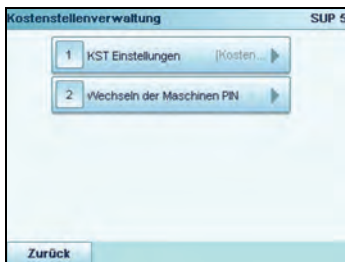 Kostenstellenverwaltung SUP 5
1 KST Einstellungen [Kosten...
2 Wechseln der Maschinen PIN
Zurück